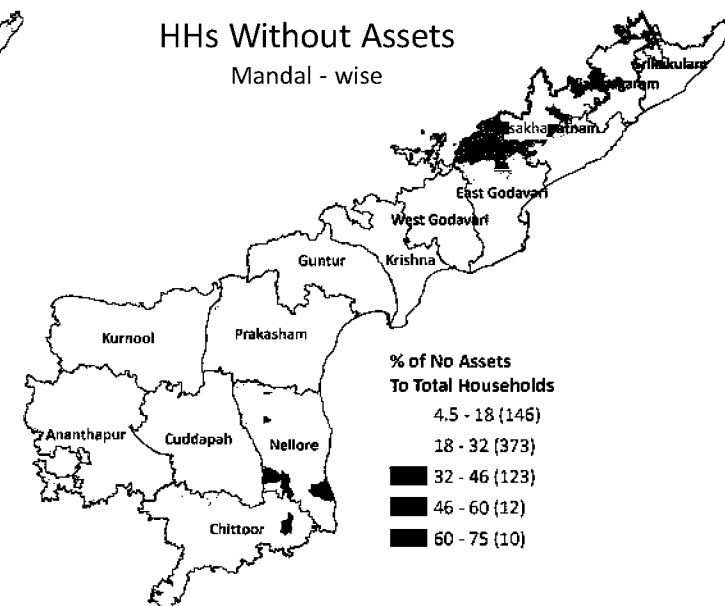 HHs Without Assets
Mandal - wise
Srikakulam
East Godavari
West Godavari
Guntur
Krishna
Kurnool
Prakasham
% of No Assets
To Total Households
4.5 - 18 (146)
Ananthapur
Cuddapah
Nellore
18 - 32 (373)
32 - 46 (123)
46 - 60 (12)
Chittoor
60 - 75 (10)